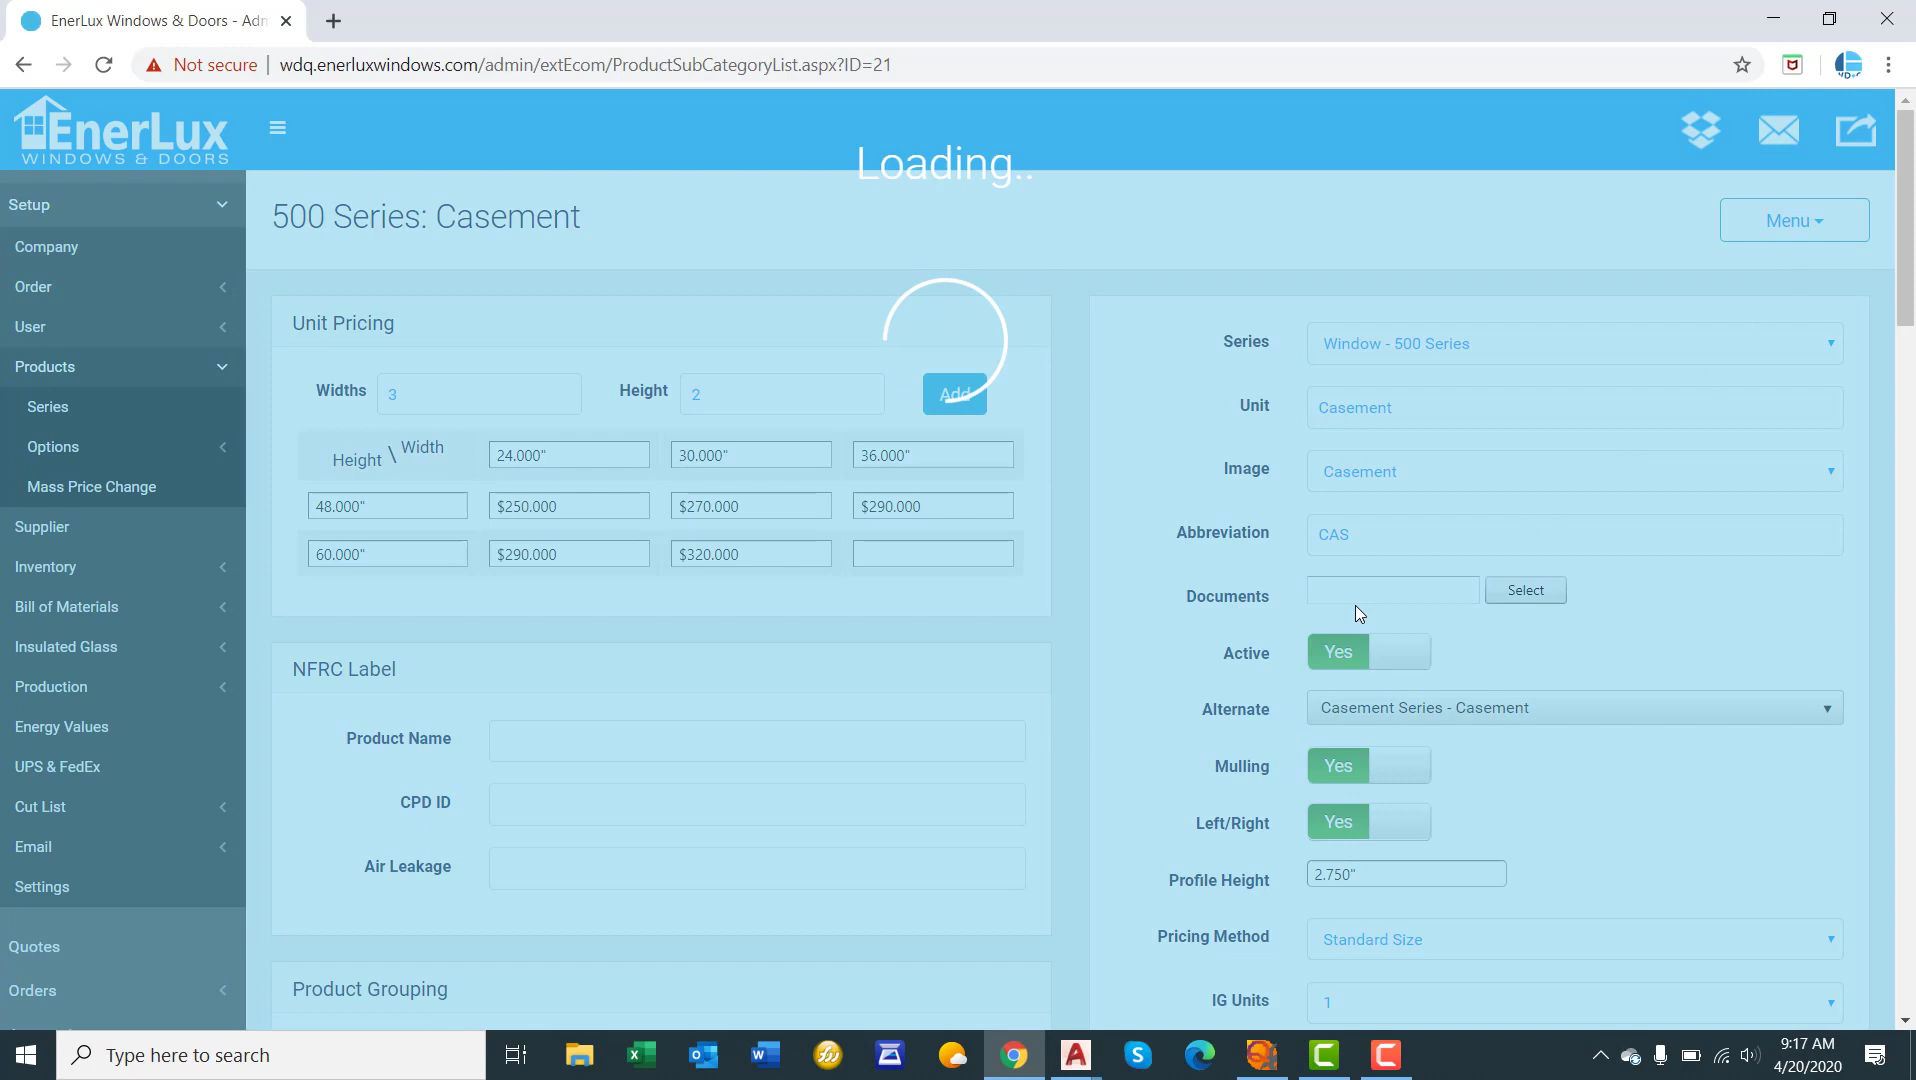 EnerLux Windows & Doors - Adn
Not secure
wdq.enerluxwindows.com/admin/extEcom/ProductSubCategoryList.aspx?ID=21
EnerLux
WINDOWS & DOORS
Loading..
500 Series: Casement
Menu
Setup
Company
Order
User
Products
Series
Options
Mass Price Change
Supplier
Inventory
Bill of Materials
Insulated Glass
Production
Energy Values
UPS & FedEx
Cut List
Email
Settings
Quotes
Orders
Unit Pricing
Widths 3 Height 2 Add
Height \ Width 24.000" 30.000" 36.000"
48.000" $250.000 $270.000 $290.000
60.000" $290.000 $320.000
NFRC Label
Product Name
CPD ID
Air Leakage
Product Grouping
Series Window - 500 Series
Unit Casement
Image Casement
Abbreviation CAS
Documents Select
Active Yes
Alternate Casement Series - Casement
Mulling Yes
Left/Right Yes
Profile Height 2.750"
Pricing Method Standard Size
IG Units 1
Type here to search
9:17 AM
4/20/2020